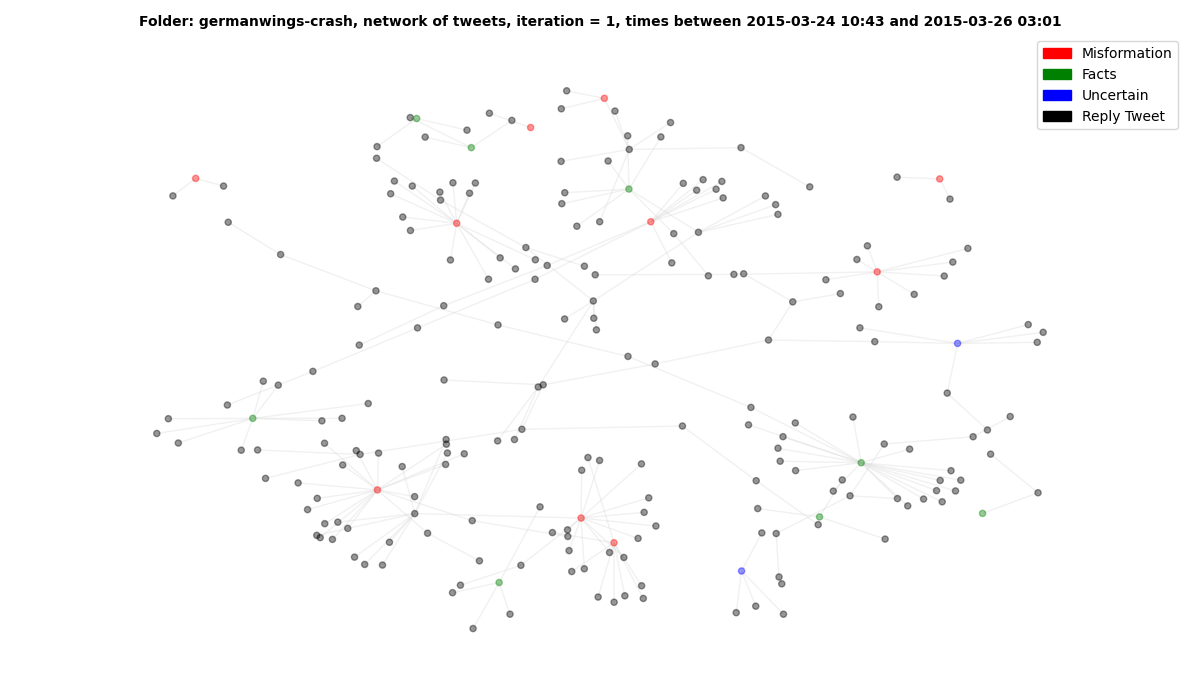 Folder: germanwings-crash, network of tweets, iteration = 1, times between 2015-03-24 10:43 and 2015-03-26 03:01
Misformation
Facts
Uncertain
Reply Tweet